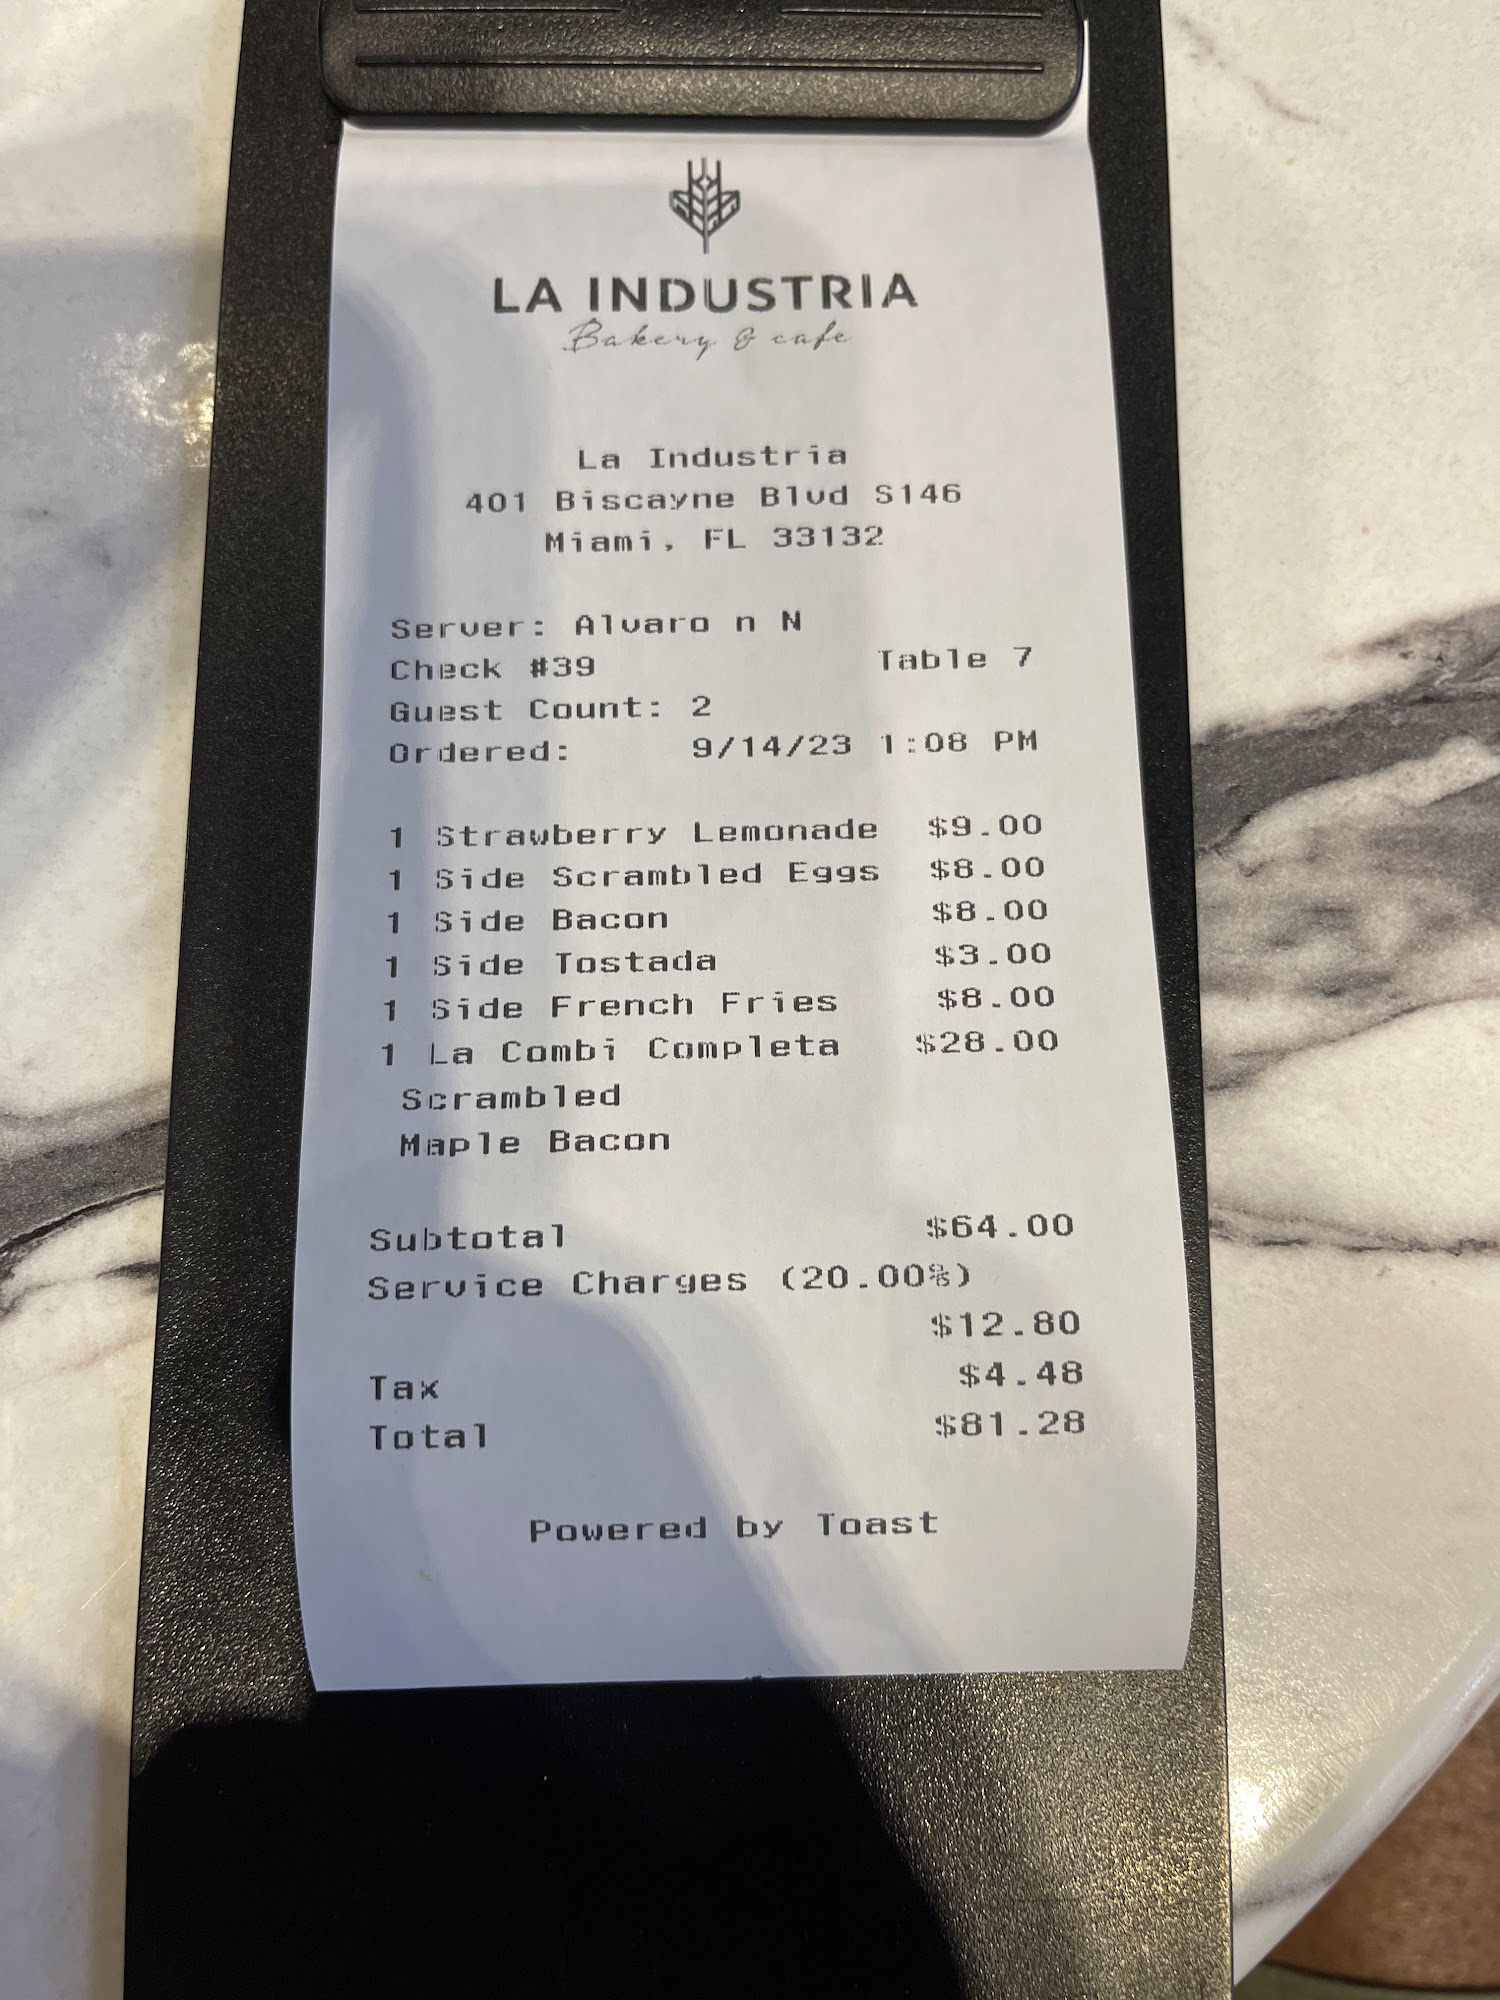 LA INDUSTRIA
Bakery & cafe
La Industria
401 Biscayne Blvd S146
Miami, FL 33132
Server: Alvaro n N
Check #39 Table 7
Guest Count: 2
Ordered: 9/14/23 1:08 PM
1 Strawberry Lemonade $9.00
1 Side Scrambled Eggs $8.00
1 Side Bacon $8.00
1 Side Tostada $3.00
1 Side French Fries $8.00
1 La Combi Completa $28.00
Scrambled
Maple Bacon
Subtotal $64.00
Service Charges (20.00%)
$12.80
Tax $4.48
Total $81.28
Powered by Toast